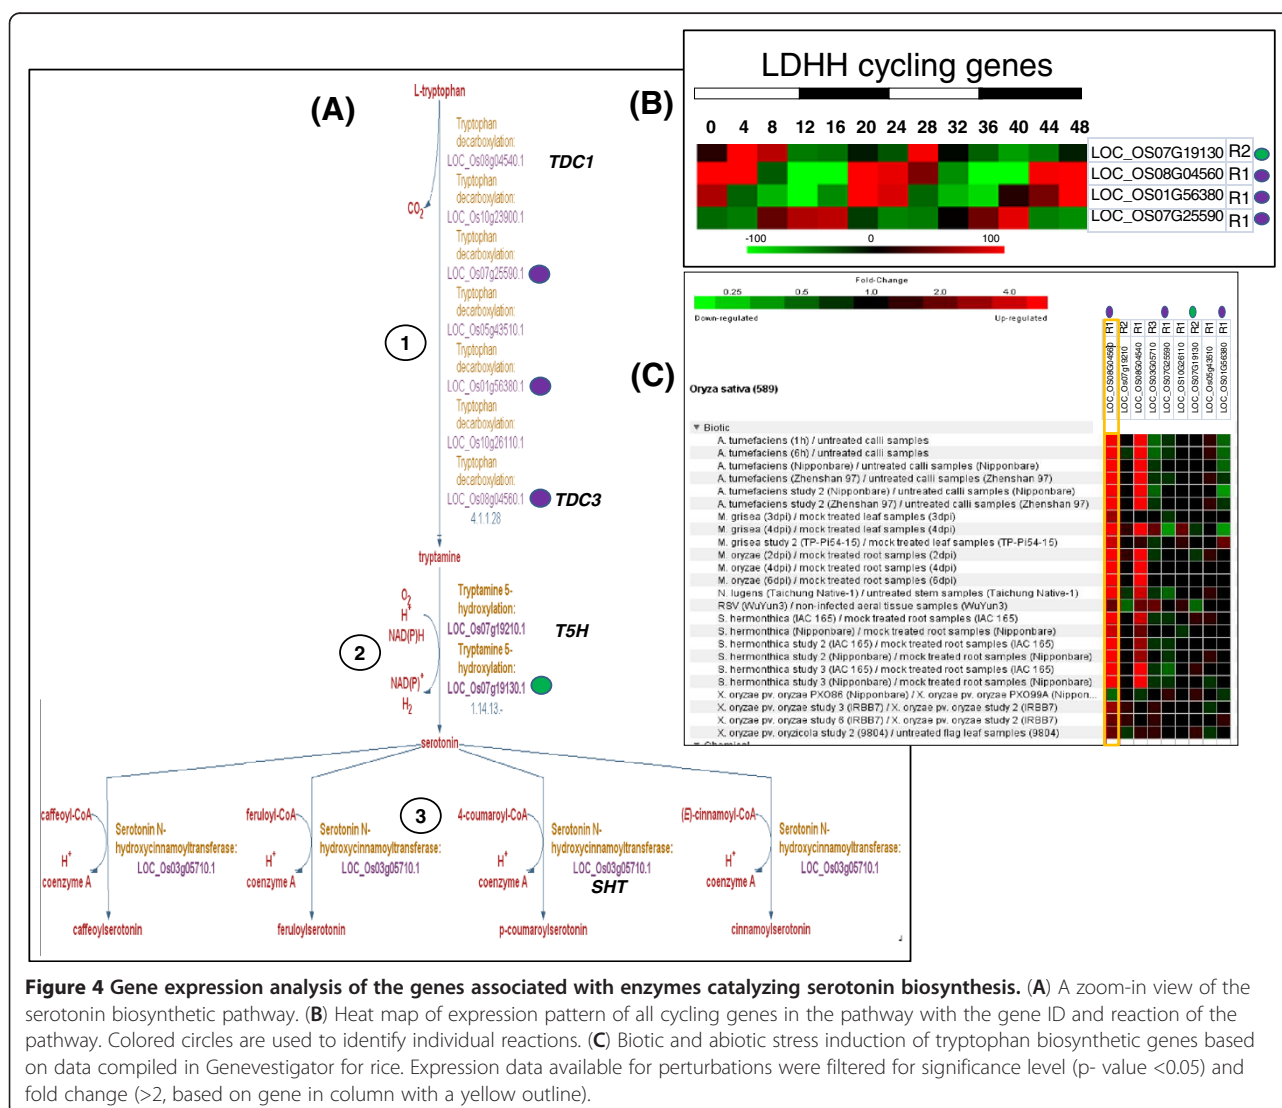 (A)
L-tryptophan
Tryptophan
decarboxylation:
LOC_Os08g04540.1
TDC1
Tryptophan
decarboxylation:
LOC_Os10g23900.1
CO2
Tryptophan
decarboxylation:
LOC_Os07g25590.1
Tryptophan
decarboxylation:
LOC_Os05g43510.1
1
Tryptophan
decarboxylation:
LOC_Os01g56380.1
Tryptophan
decarboxylation:
LOC_Os10g26110.1
Tryptophan
decarboxylation:
LOC_Os08g04560.1
TDC3
4.1.1.28
tryptamine
O2
H+
NAD(P)H
2
NAD(P)+
H2
Tryptamine 5-
hydroxylation:
LOC_Os07g19210.1
T5H
Tryptamine 5-
hydroxylation:
LOC_Os07g19130.1
1.14.13.-
serotonin
3
caffeoyl-CoA
H+
coenzyme A
Serotonin N-
hydroxycinnamoyltransferase:
LOC_Os03g05710.1
caffeoylserotonin
feruloyl-CoA
H+
coenzyme A
Serotonin N-
hydroxycinnamoyltransferase:
LOC_Os03g05710.1
feruloylserotonin
4-coumaroyl-CoA
H+
coenzyme A
Serotonin N-
hydroxycinnamoyltransferase:
LOC_Os03g05710.1
SHT
p-coumaroylserotonin
(E)-cinnamoyl-CoA
H+
coenzyme A
Serotonin N-
hydroxycinnamoyltransferase:
LOC_Os03g05710.1
cinnamoylserotonin
(B)
LDHH cycling genes
0 4 8 12 16 20 24 28 32 36 40 44 48
LOC_OS07G19130 R2
LOC_OS08G04560 R1
LOC_OS01G56380 R1
LOC_OS07G25590 R1
-100 0 100
(C)
Fold-Change
0.25 0.5 1.0 2.0 4.0
Down-regulated Up-regulated
LOC_OS08G04560 R1
LOC_Os07g19210 R2
LOC_OS08G04540 R1
LOC_OS03G05710 R3
LOC_OS07G25590 R1
LOC_OS10G26110 R1
LOC_OS07G19130 R2
LOC_Os05g43510 R1
LOC_OS01G56380 R1
Oryza sativa (589)
▼ Biotic
A. tumefaciens (1h) / untreated calli samples
A. tumefaciens (6h) / untreated calli samples
A. tumefaciens (Nipponbare) / untreated calli samples (Nipponbare)
A. tumefaciens (Zhenshan 97) / untreated calli samples (Zhenshan 97)
A. tumefaciens study 2 (Nipponbare) / untreated calli samples (Nipponbare)
A. tumefaciens study 2 (Zhenshan 97) / untreated calli samples (Zhenshan 97)
M. grisea (3dpi) / mock treated leaf samples (3dpi)
M. grisea (4dpi) / mock treated leaf samples (4dpi)
M. grisea study 2 (TP-Pi54-15) / mock treated leaf samples (TP-Pi54-15)
M. oryzae (2dpi) / mock treated root samples (2dpi)
M. oryzae (4dpi) / mock treated root samples (4dpi)
M. oryzae (6dpi) / mock treated root samples (6dpi)
N. lugens (Taichung Native-1) / untreated stem samples (Taichung Native-1)
RBV (WuYun3) / non-infected aeral tissue samples (WuYun3)
S. hermonthica (IAC 165) / mock treated root samples (IAC 165)
S. hermonthica (Nipponbare) / mock treated root samples (Nipponbare)
S. hermonthica study 2 (IAC 165) / mock treated root samples (IAC 165)
S. hermonthica study 2 (Nipponbare) / mock treated root samples (Nipponbare)
S. hermonthica study 3 (IAC 165) / mock treated root samples (IAC 165)
S. hermonthica study 3 (Nipponbare) / mock treated root samples (Nipponbare)
X. oryzae pv. oryzae PXO86 (Nipponbare) / X. oryzae pv. oryzae PXO99A (Nippon...
X. oryzae pv. oryzae study 3 (IRBB7) / X. oryzae pv. oryzae study 2 (IRBB7)
X. oryzae pv. oryzae study 6 (IRBB7) / X. oryzae pv. oryzae study 2 (IRBB7)
X. oryzae pv. oryzicola study 2 (9804) / untreated flag leaf samples (9804)
Figure 4 Gene expression analysis of the genes associated with enzymes catalyzing serotonin biosynthesis. (A) A zoom-in view of the
serotonin biosynthetic pathway. (B) Heat map of expression pattern of all cycling genes in the pathway with the gene ID and reaction of the
pathway. Colored circles are used to identify individual reactions. (C) Biotic and abiotic stress induction of tryptophan biosynthetic genes based
on data compiled in Genevestigator for rice. Expression data available for perturbations were filtered for significance level (p- value <0.05) and
fold change (>2, based on gene in column with a yellow outline).